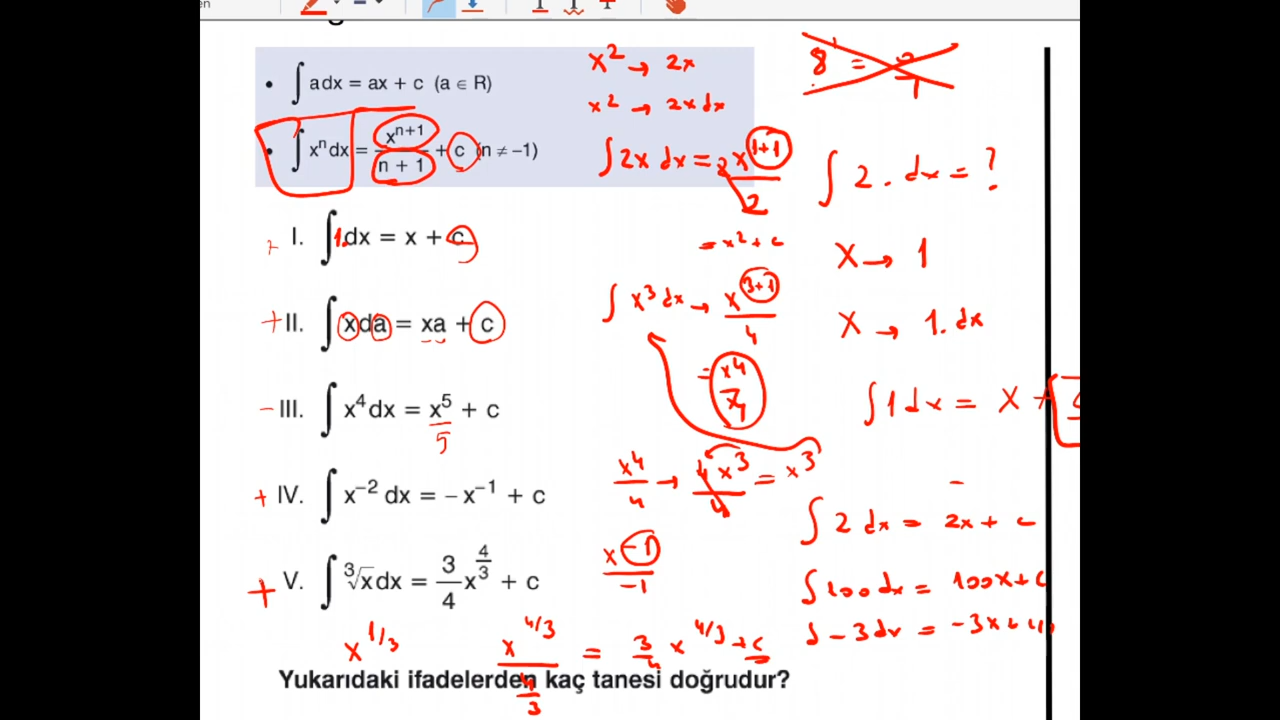 • ∫ a dx = ax + c (a ∈ R)
• ∫ xⁿ dx = xⁿ⁺¹ / n + 1 + c (n ≠ −1)
I. ∫ 1.dx = x + c
+ II. ∫ x da = xa + c
− III. ∫ x⁴ dx = x⁵ / 5 + c
+ IV. ∫ x⁻² dx = − x⁻¹ + c
+ V. ∫ ∛x dx = 3/4 x^(4/3) + c
x^(1/3)
x^(4/3) / (4/3) = 3/4 x^(4/3) + c
Yukarıdaki ifadelerden kaç tanesi doğrudur?
x² → 2x
x² → 2x dx
∫ 2x dx = 2x¹⁺¹ / 2
= x² + c
∫ x³ dx → x³⁺¹ / 4
= x⁴ / 4
x⁴ / 4 → 4x³ / 4 = x³
x⁻¹ / −1
∫ 2. dx = ?
x → 1
x → 1. dx
∫ 1 dx = x +
∫ 2 dx = 2x + c
∫ 100 dx = 100x + c
∫ −3 dx = −3x +